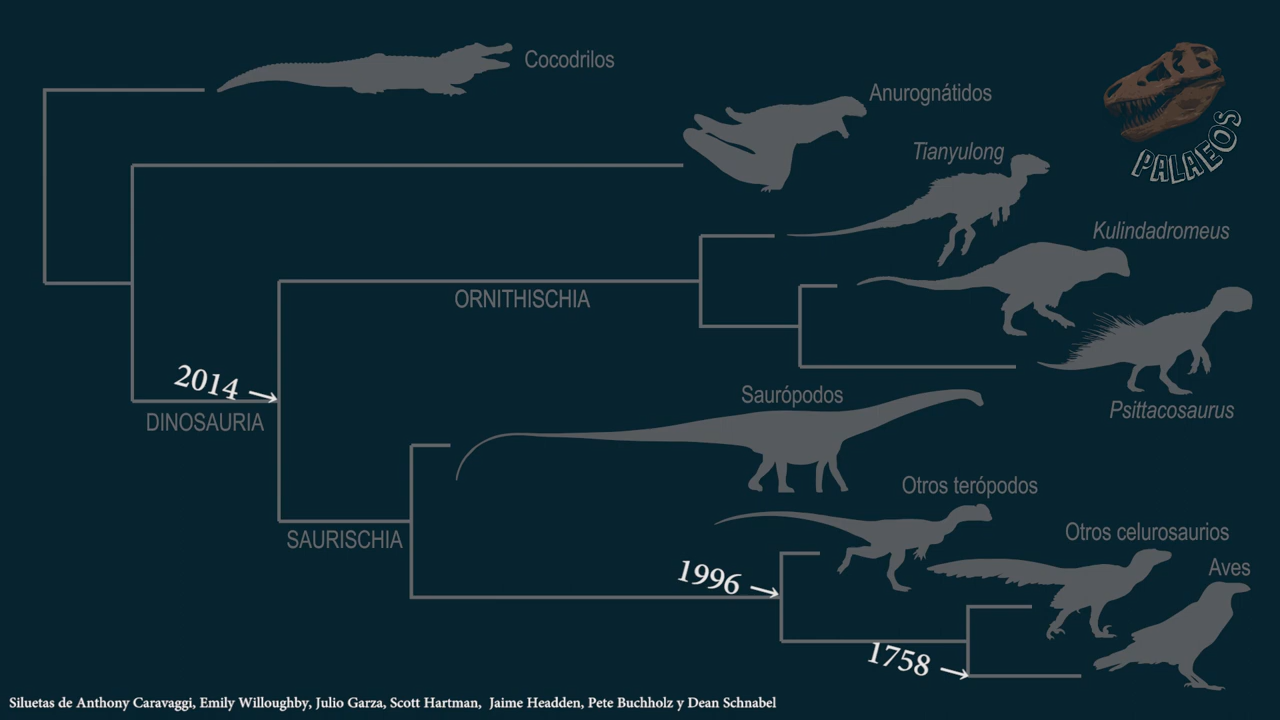 Cocodrilos
Anurognátidos
PALAEOS
Tianyulong
Kulindadromeus
ORNITHISCHIA
2014
DINOSAURIA
Saurópodos
Psittacosaurus
Otros terópodos
SAURISCHIA
Otros celurosaurios
Aves
1996
1758
Siluetas de Anthony Caravaggi, Emily Willoughby, Julio Garza, Scott Hartman, Jaime Headden, Pete Buchholz y Dean Schnabel